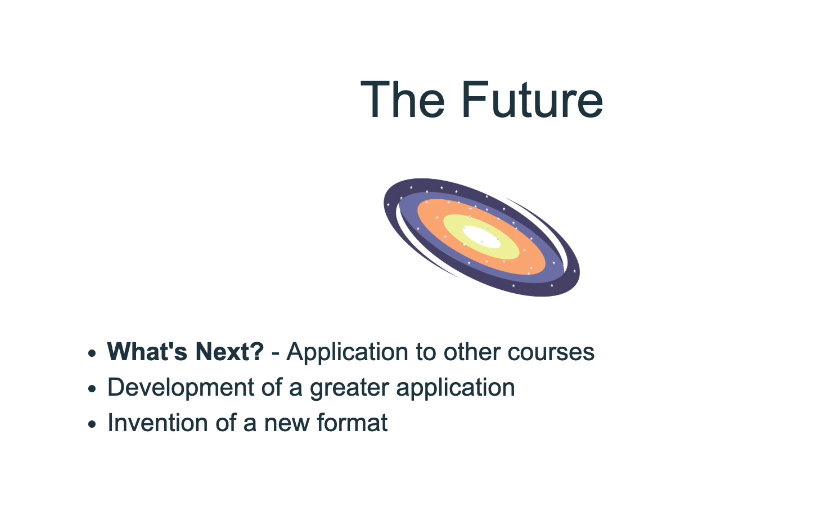 The Future
• What's Next? - Application to other courses
• Development of a greater application
• Invention of a new format